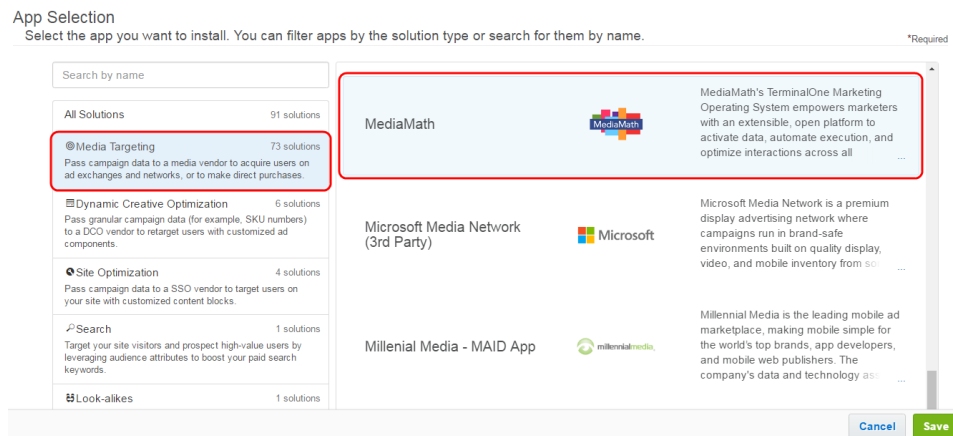 App Selection
Select the app you want to install. You can filter apps by the solution type or search for them by name.
*Required
Search by name
All Solutions 91 solutions
Media Targeting 73 solutions
Pass campaign data to a media vendor to acquire users on
ad exchanges and networks, or to make direct purchases.
Dynamic Creative Optimization 6 solutions
Pass granular campaign data (for example, SKU numbers)
to a DCO vendor to retarget users with customized ad
components.
Site Optimization 4 solutions
Pass campaign data to a SSO vendor to target users on
your site with customized content blocks.
Search 1 solutions
Target your site visitors and prospect high-value users by
leveraging audience attributes to boost your paid search
keywords.
Look-alikes 1 solutions
MediaMath
MediaMath
MediaMath's TerminalOne Marketing
Operating System empowers marketers
with an extensible, open platform to
activate data, automate execution, and
optimize interactions across all
...
Microsoft Media Network
(3rd Party)
Microsoft
Microsoft Media Network is a premium
display advertising network where
campaigns run in brand-safe
environments built on quality display,
video, and mobile inventory from
...
Millenial Media - MAID App
millennialmedia.
Millennial Media is the leading mobile ad
marketplace, making mobile simple for
the world's top brands, app developers,
and mobile web publishers. The
company's data and technology
...
Cancel
Save